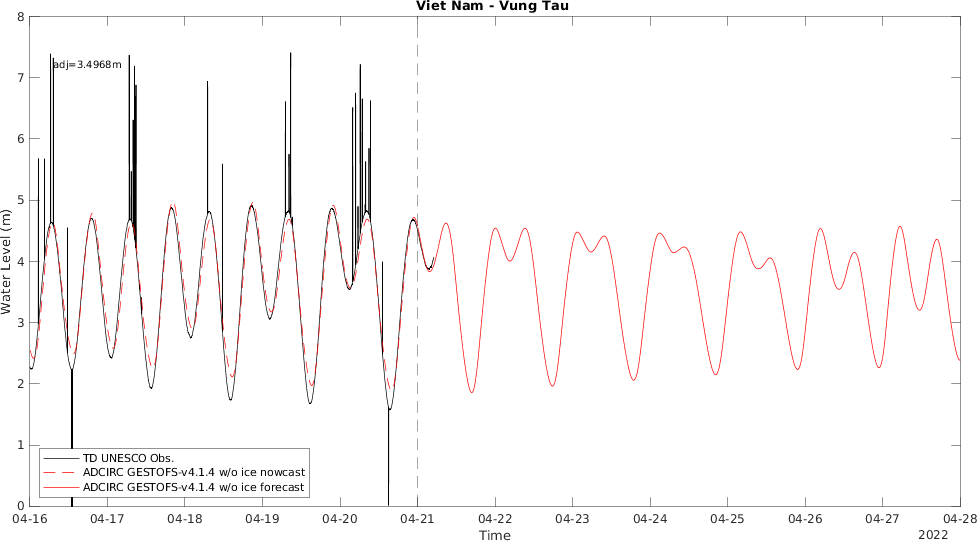 Viet Nam - Vung Tau
8
7
6
5
4
3
2
1
0
Water Level (m)
adj=3.4968m
TD UNESCO Obs.
ADCIRC GESTOFS-v4.1.4 w/o ice nowcast
ADCIRC GESTOFS-v4.1.4 w/o ice forecast
04-16 04-17 04-18 04-19 04-20 04-21 04-22 04-23 04-24 04-25 04-26 04-27 04-28
Time
2022